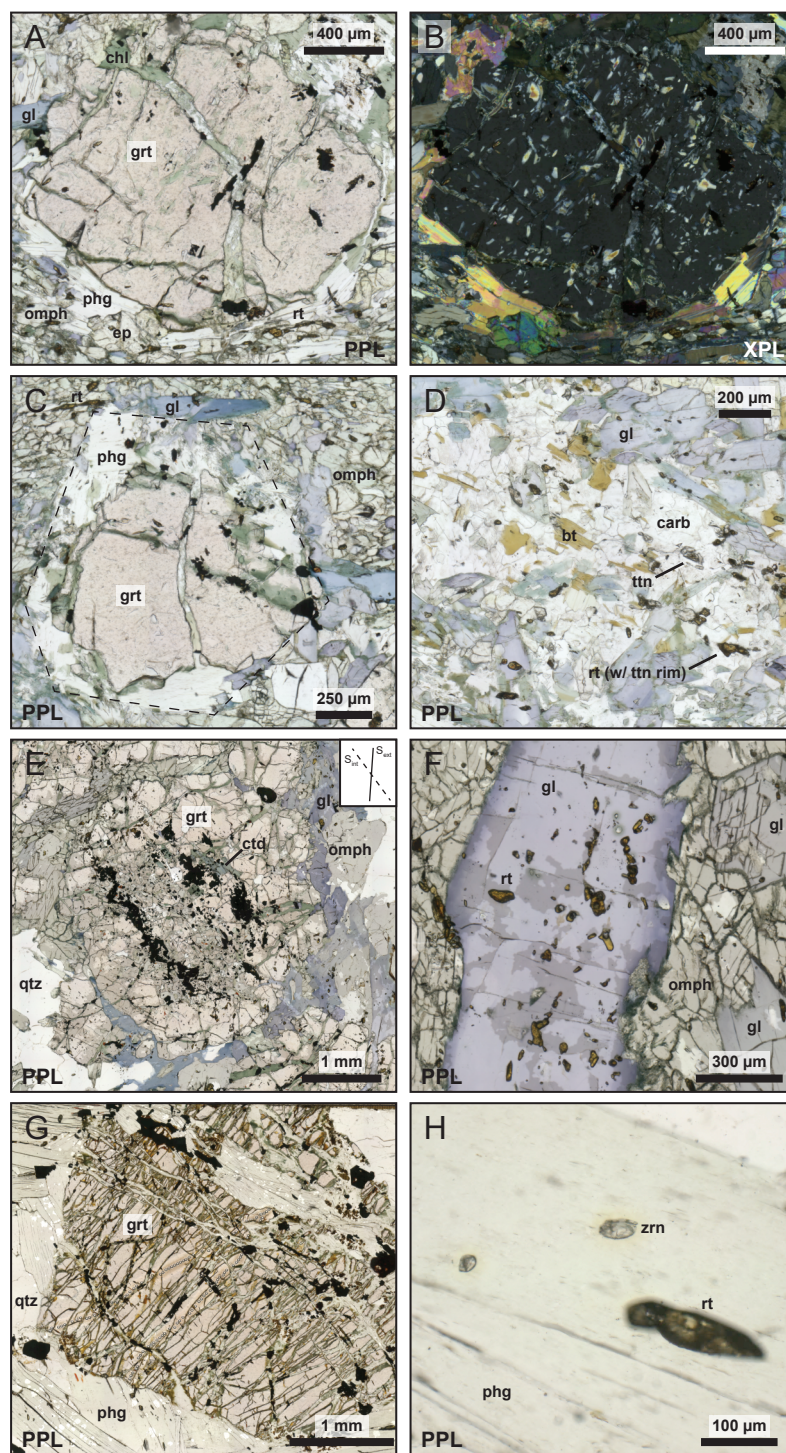 A
400 µm
chl
gl
grt
phg
omph
ep
rt
PPL
B
400 µm
XPL
C
rt
gl
phg
omph
grt
PPL
250 µm
D
200 µm
gl
carb
bt
ttn
rt (w/ ttn rim)
PPL
E
Sint
Sext
grt
gl
ctd
omph
qtz
PPL
1 mm
F
gl
gl
rt
omph
gl
PPL
300 µm
G
grt
qtz
phg
PPL
1 mm
H
zrn
rt
phg
PPL
100 µm